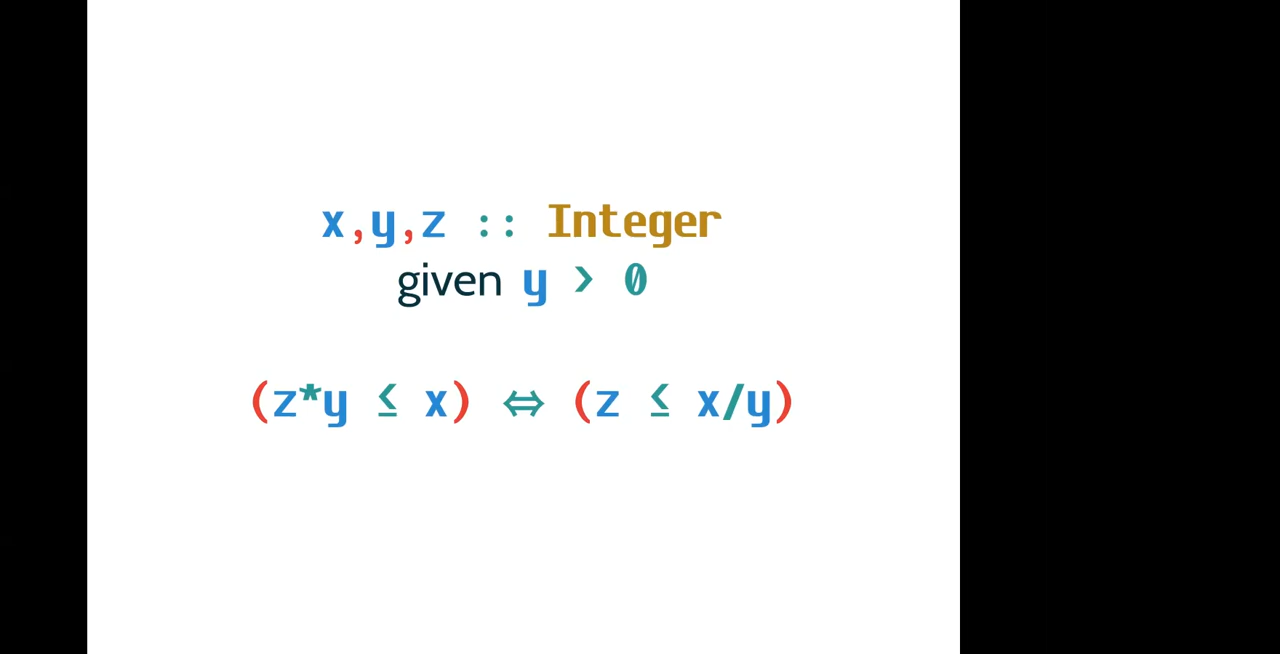 x,y,z :: Integer
given y > 0
(z*y ≤ x) ⇔ (z ≤ x/y)